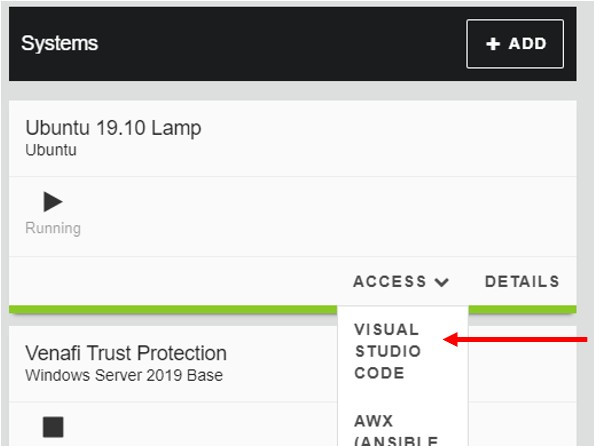 Systems
+ ADD
Ubuntu 19.10 Lamp
Ubuntu
Running
ACCESS
DETAILS
VISUAL
STUDIO
CODE
Venafi Trust Protection
Windows Server 2019 Base
AWX
(ANSIBLE